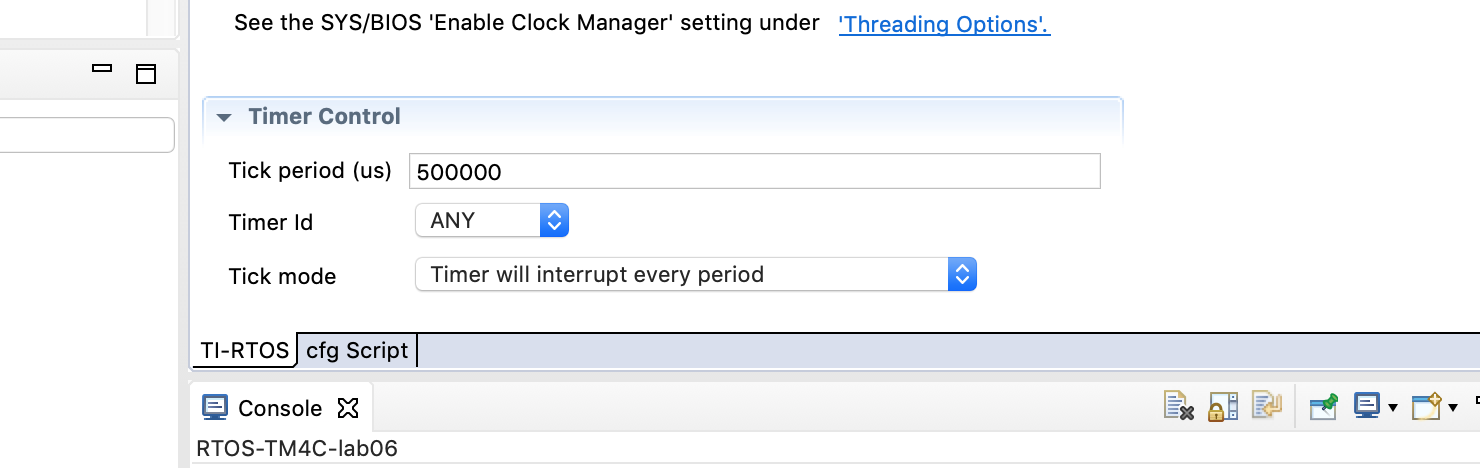 See the SYS/BIOS 'Enable Clock Manager' setting under 'Threading Options'.
Timer Control
Tick period (us) 500000
Timer Id ANY
Tick mode Timer will interrupt every period
TI-RTOS cfg Script
Console
RTOS-TM4C-lab06